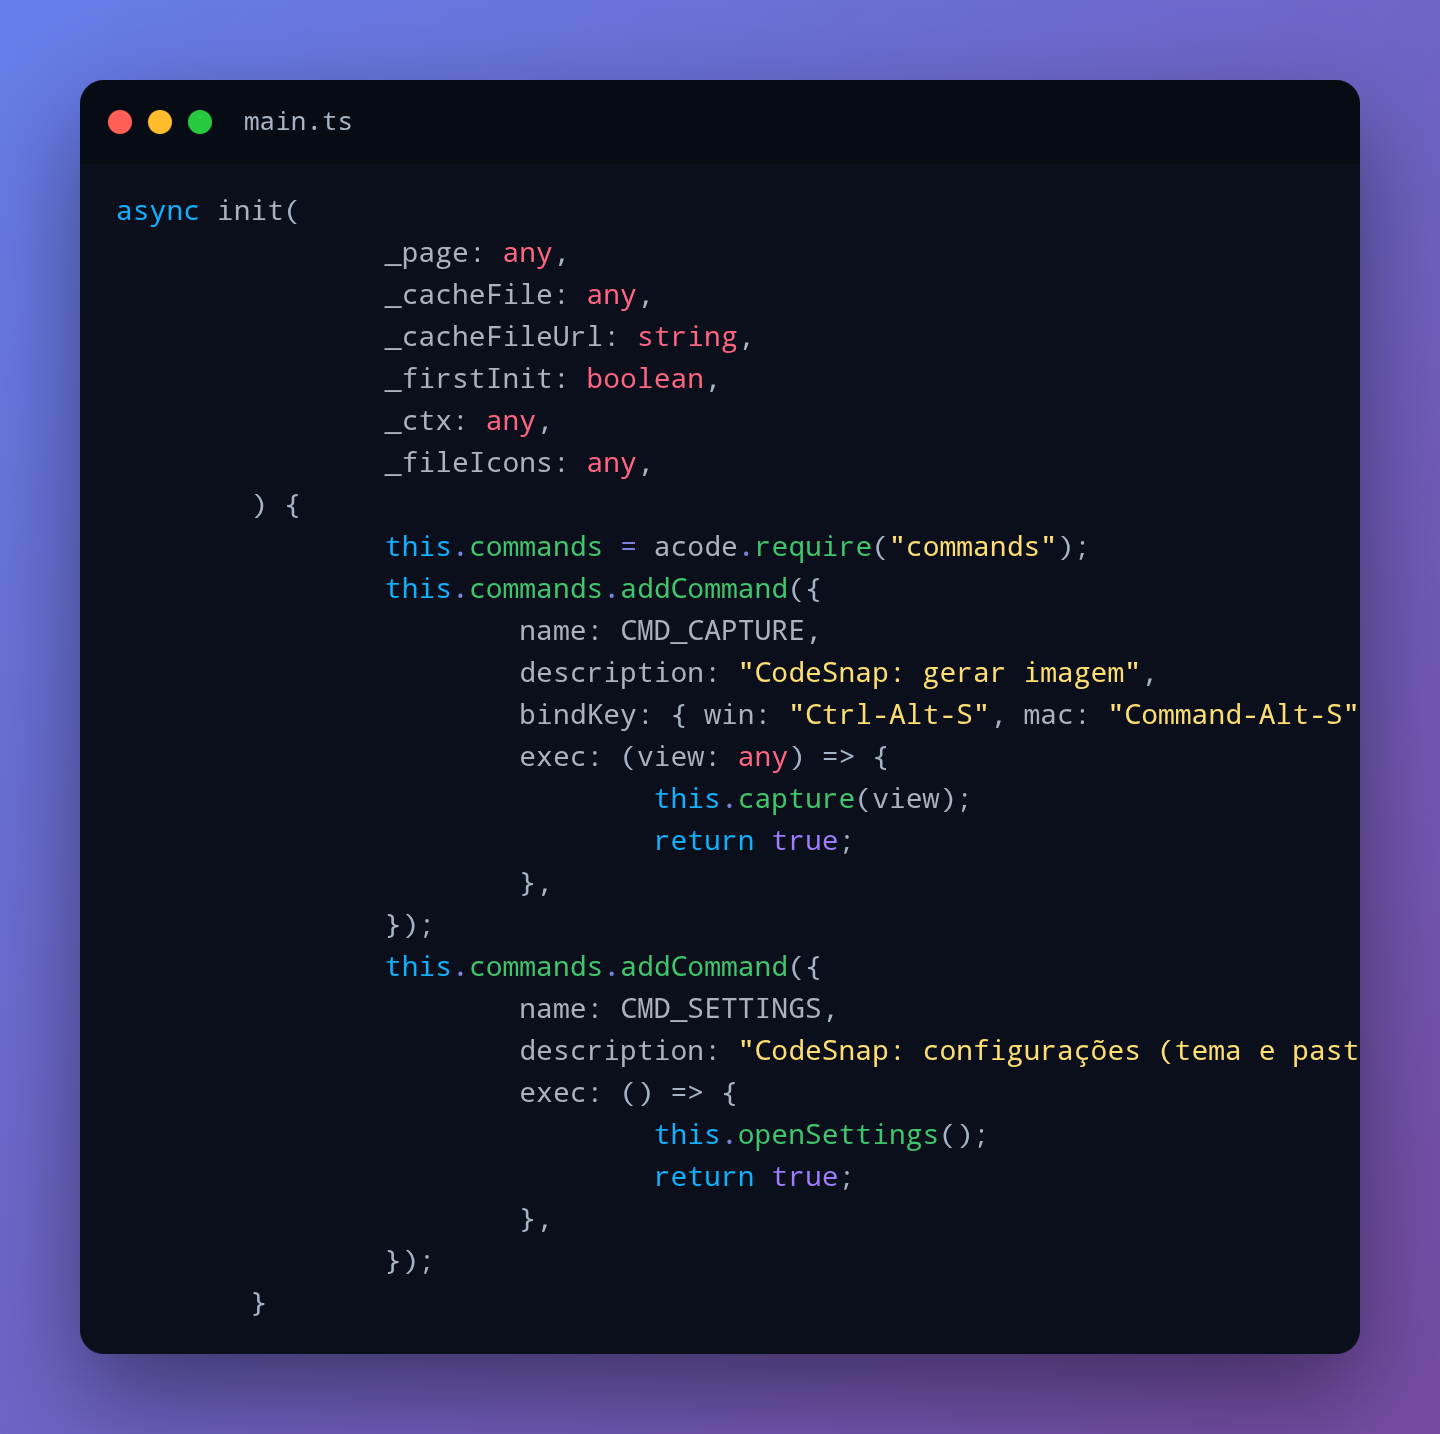 main.ts
async init(
                _page: any,
                _cacheFile: any,
                _cacheFileUrl: string,
                _firstInit: boolean,
                _ctx: any,
                _fileIcons: any,
        ) {
                this.commands = acode.require("commands");
                this.commands.addCommand({
                        name: CMD_CAPTURE,
                        description: "CodeSnap: gerar imagem",
                        bindKey: { win: "Ctrl-Alt-S", mac: "Command-Alt-S"
                        exec: (view: any) => {
                                this.capture(view);
                                return true;
                        },
                });
                this.commands.addCommand({
                        name: CMD_SETTINGS,
                        description: "CodeSnap: configurações (tema e past
                        exec: () => {
                                this.openSettings();
                                return true;
                        },
                });
        }